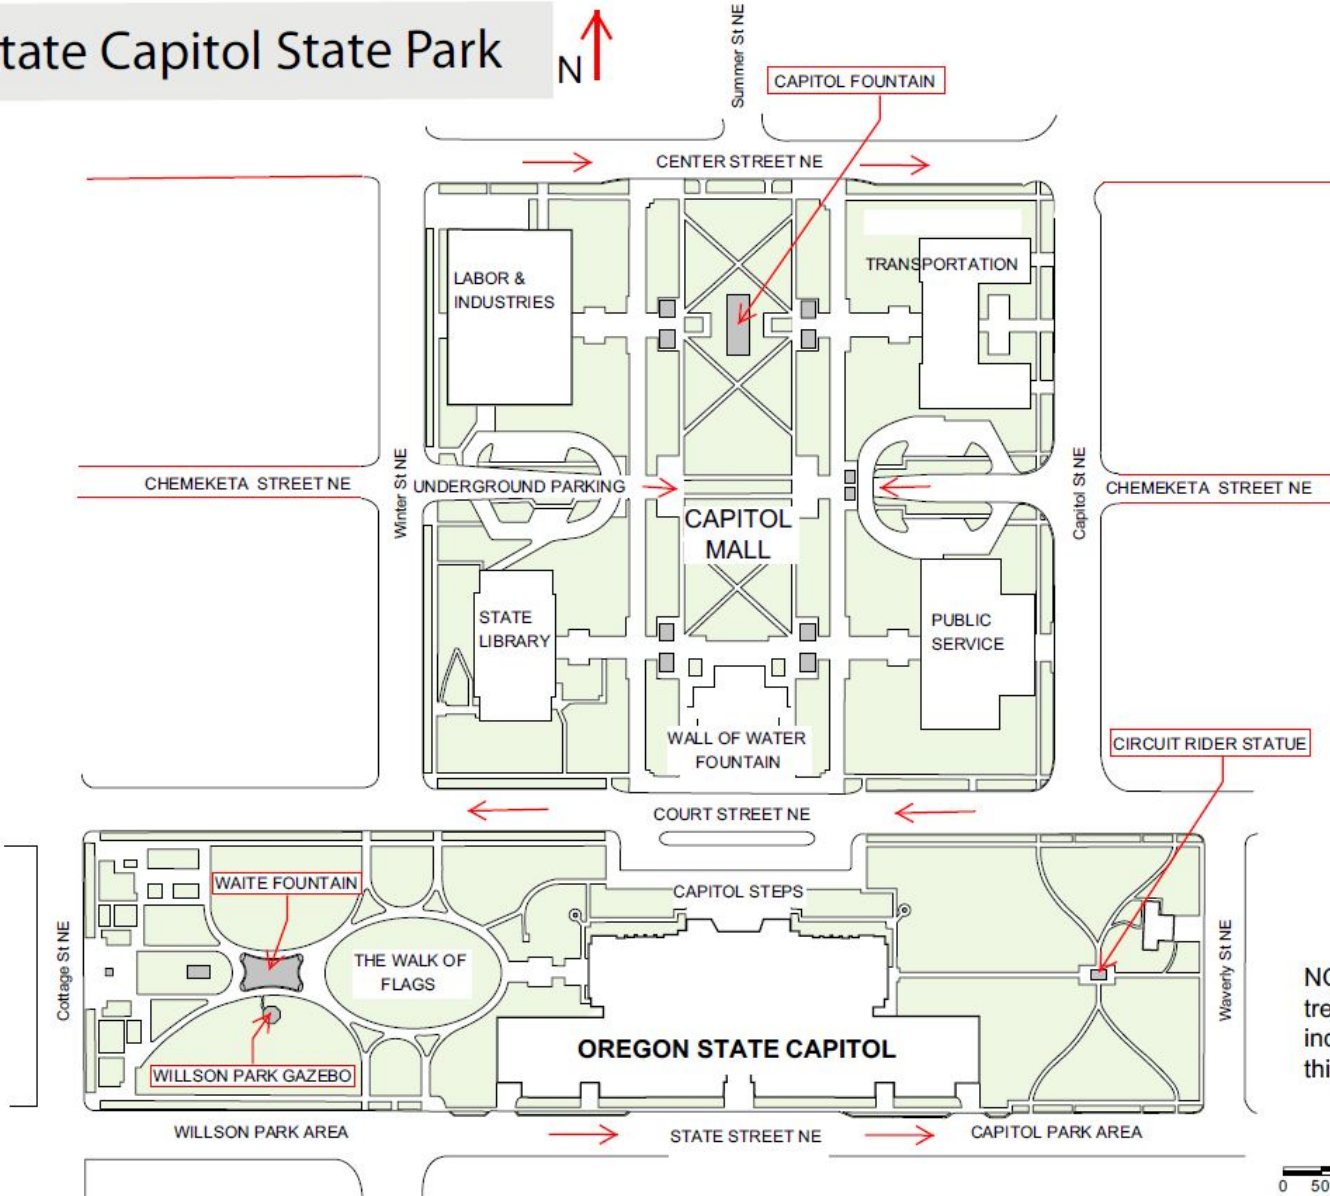 tate Capitol State Park
N
Summer St NE
CAPITOL FOUNTAIN
CENTER STREET NE
LABOR &
INDUSTRIES
TRANSPORTATION
Winter St NE
Capitol St NE
CHEMEKETA STREET NE
UNDERGROUND PARKING
CHEMEKETA STREET NE
CAPITOL
MALL
STATE
LIBRARY
PUBLIC
SERVICE
WALL OF WATER
FOUNTAIN
CIRCUIT RIDER STATUE
COURT STREET NE
WAITE FOUNTAIN
CAPITOL STEPS
Cottage St NE
THE WALK OF
FLAGS
Waverly St NE
NO
tre
inc
thi
OREGON STATE CAPITOL
WILLSON PARK GAZEBO
WILLSON PARK AREA
STATE STREET NE
CAPITOL PARK AREA
0 50